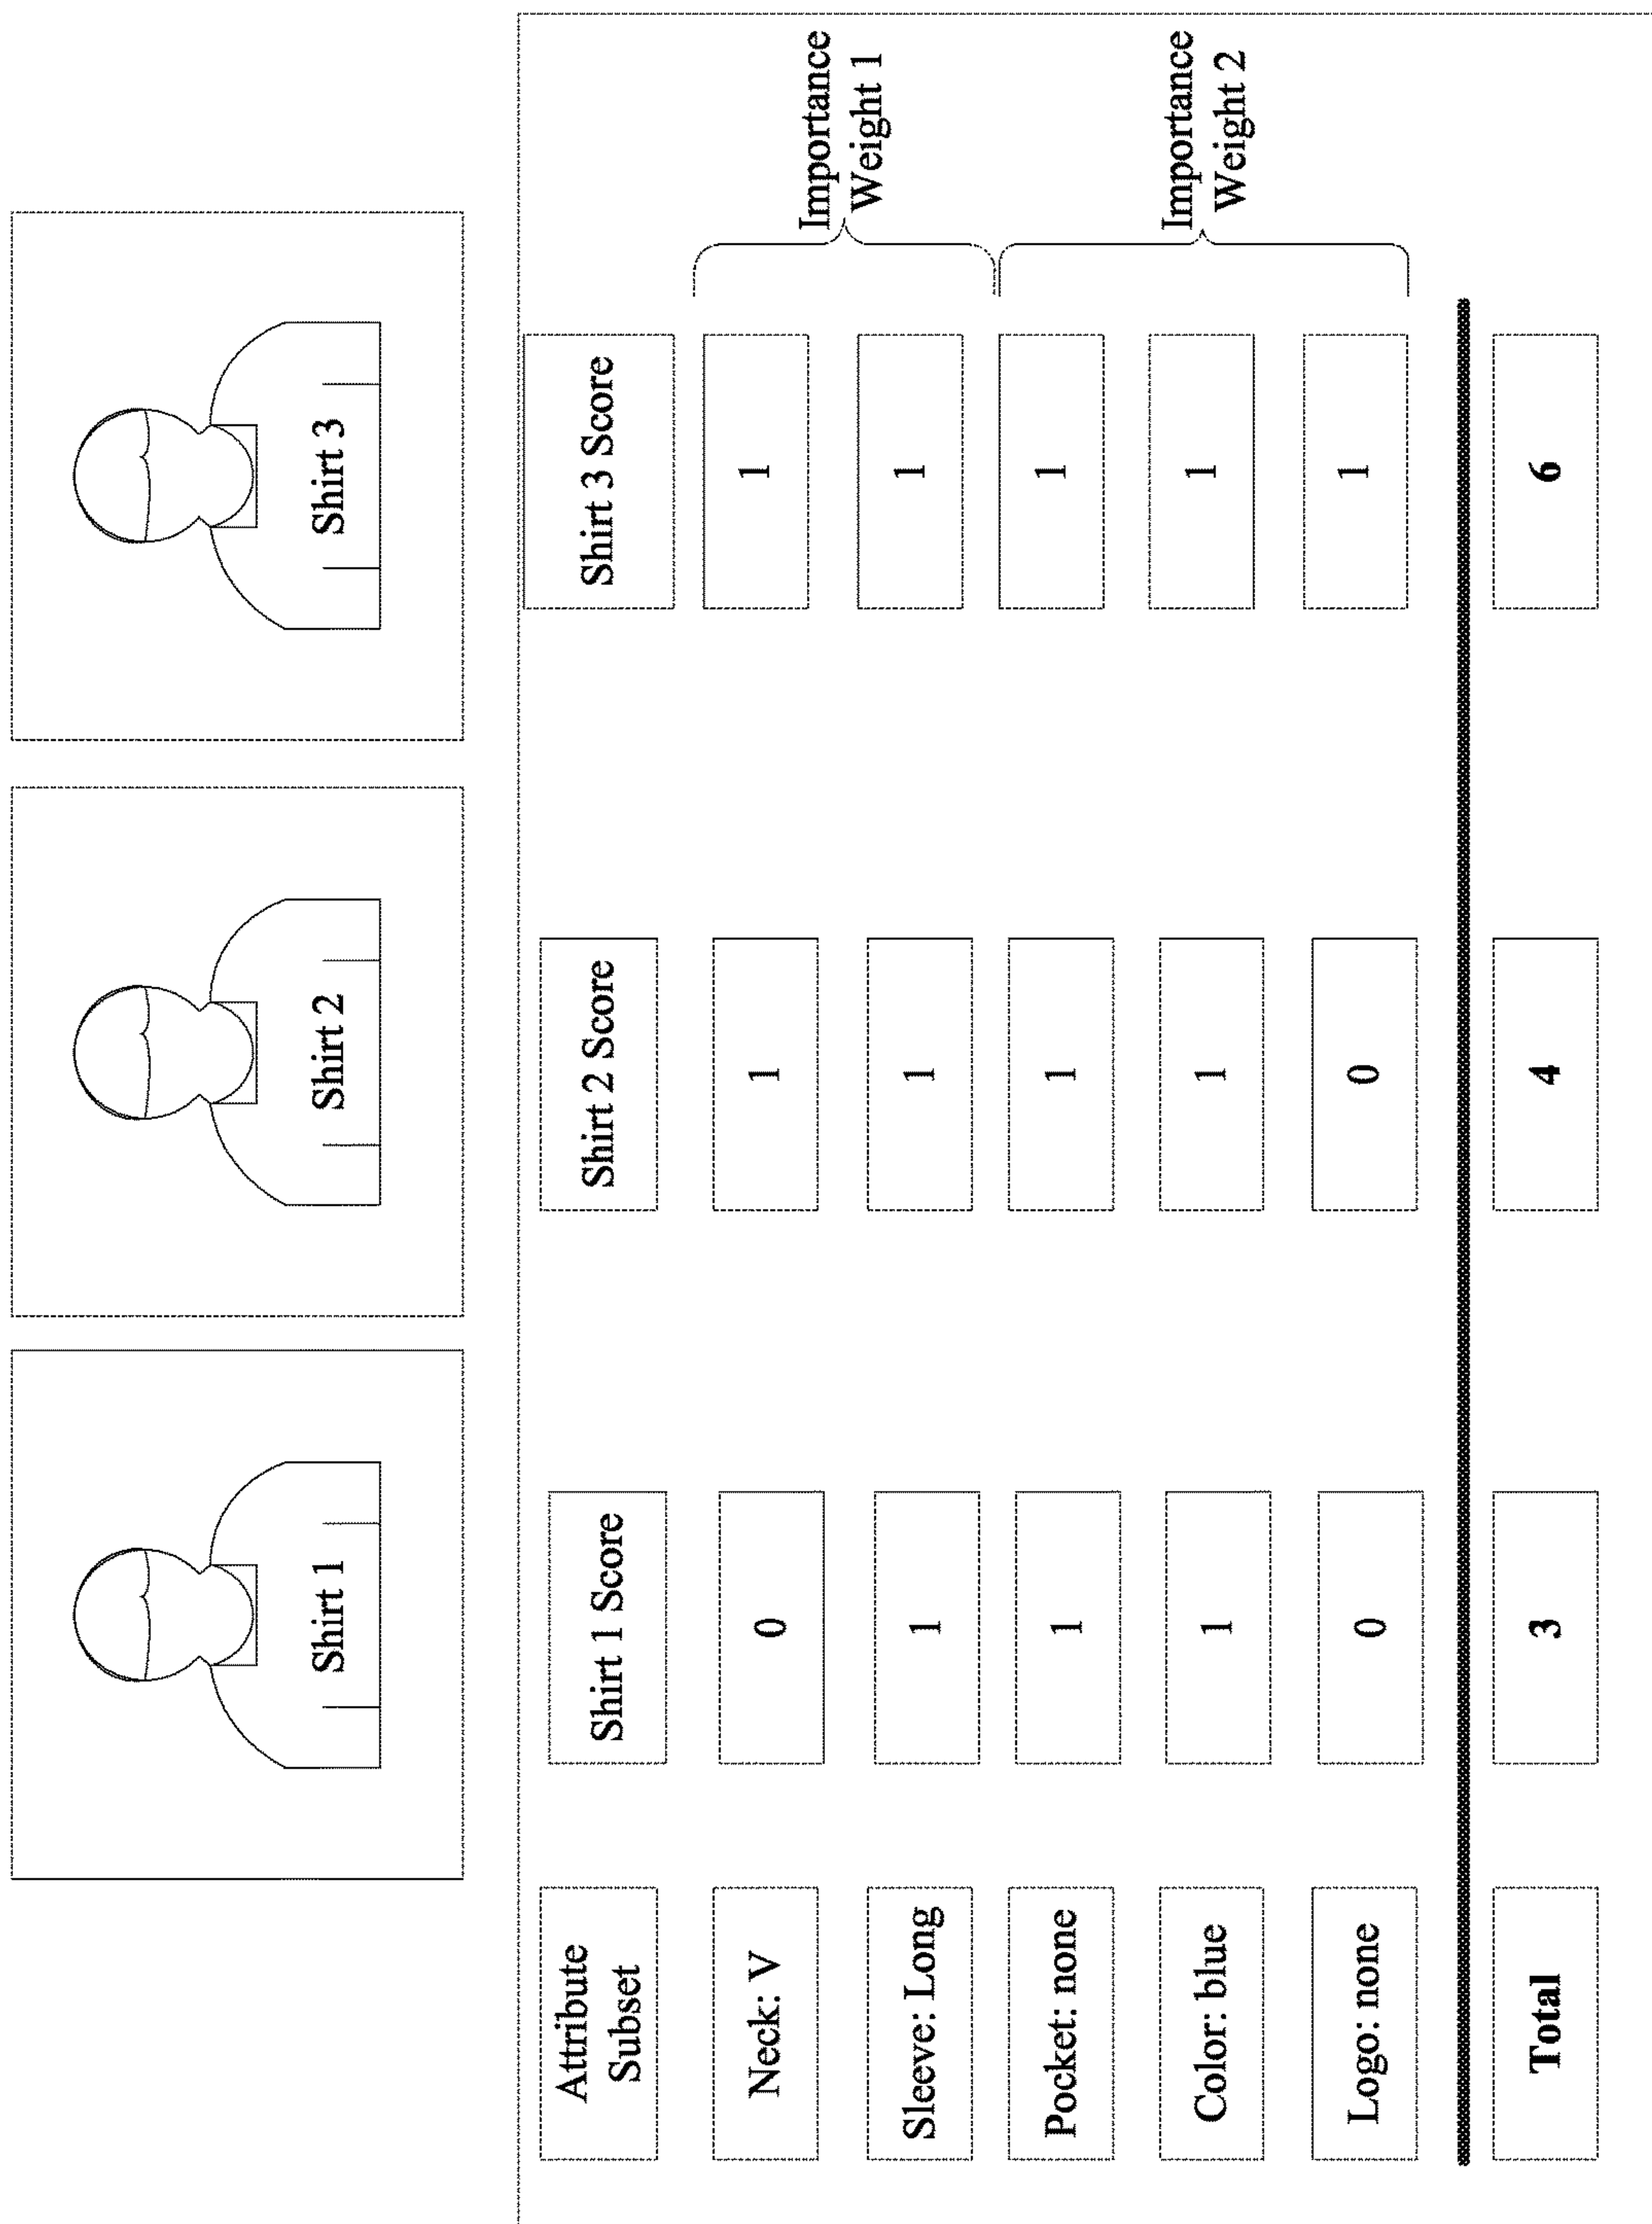 Shirt 1
Shirt 2
Shirt 3
Attribute
Subset
Shirt 1 Score
Shirt 2 Score
Shirt 3 Score
Neck: V
0
1
1
Importance
Weight 1
Sleeve: Long
1
1
1
Pocket: none
1
1
1
Importance
Weight 2
Color: blue
1
1
1
Logo: none
0
0
1
Total
3
4
6